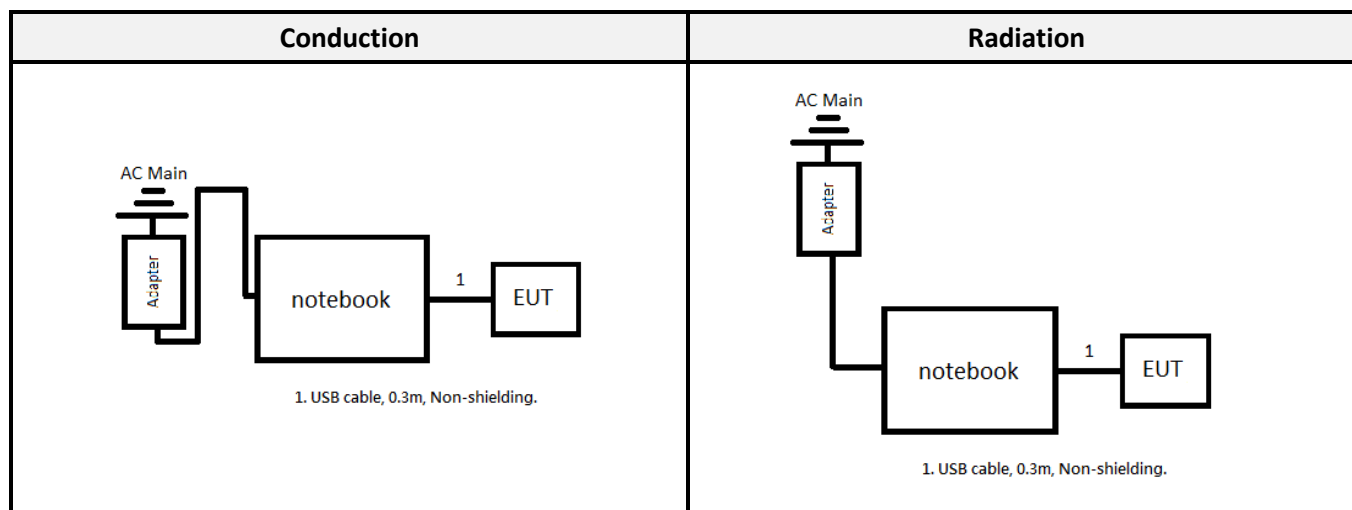 Conduction
Radiation
AC Main
Adapter
notebook
1
EUT
1. USB cable, 0.3m, Non-shielding.
AC Main
Adapter
notebook
1
EUT
1. USB cable, 0.3m, Non-shielding.